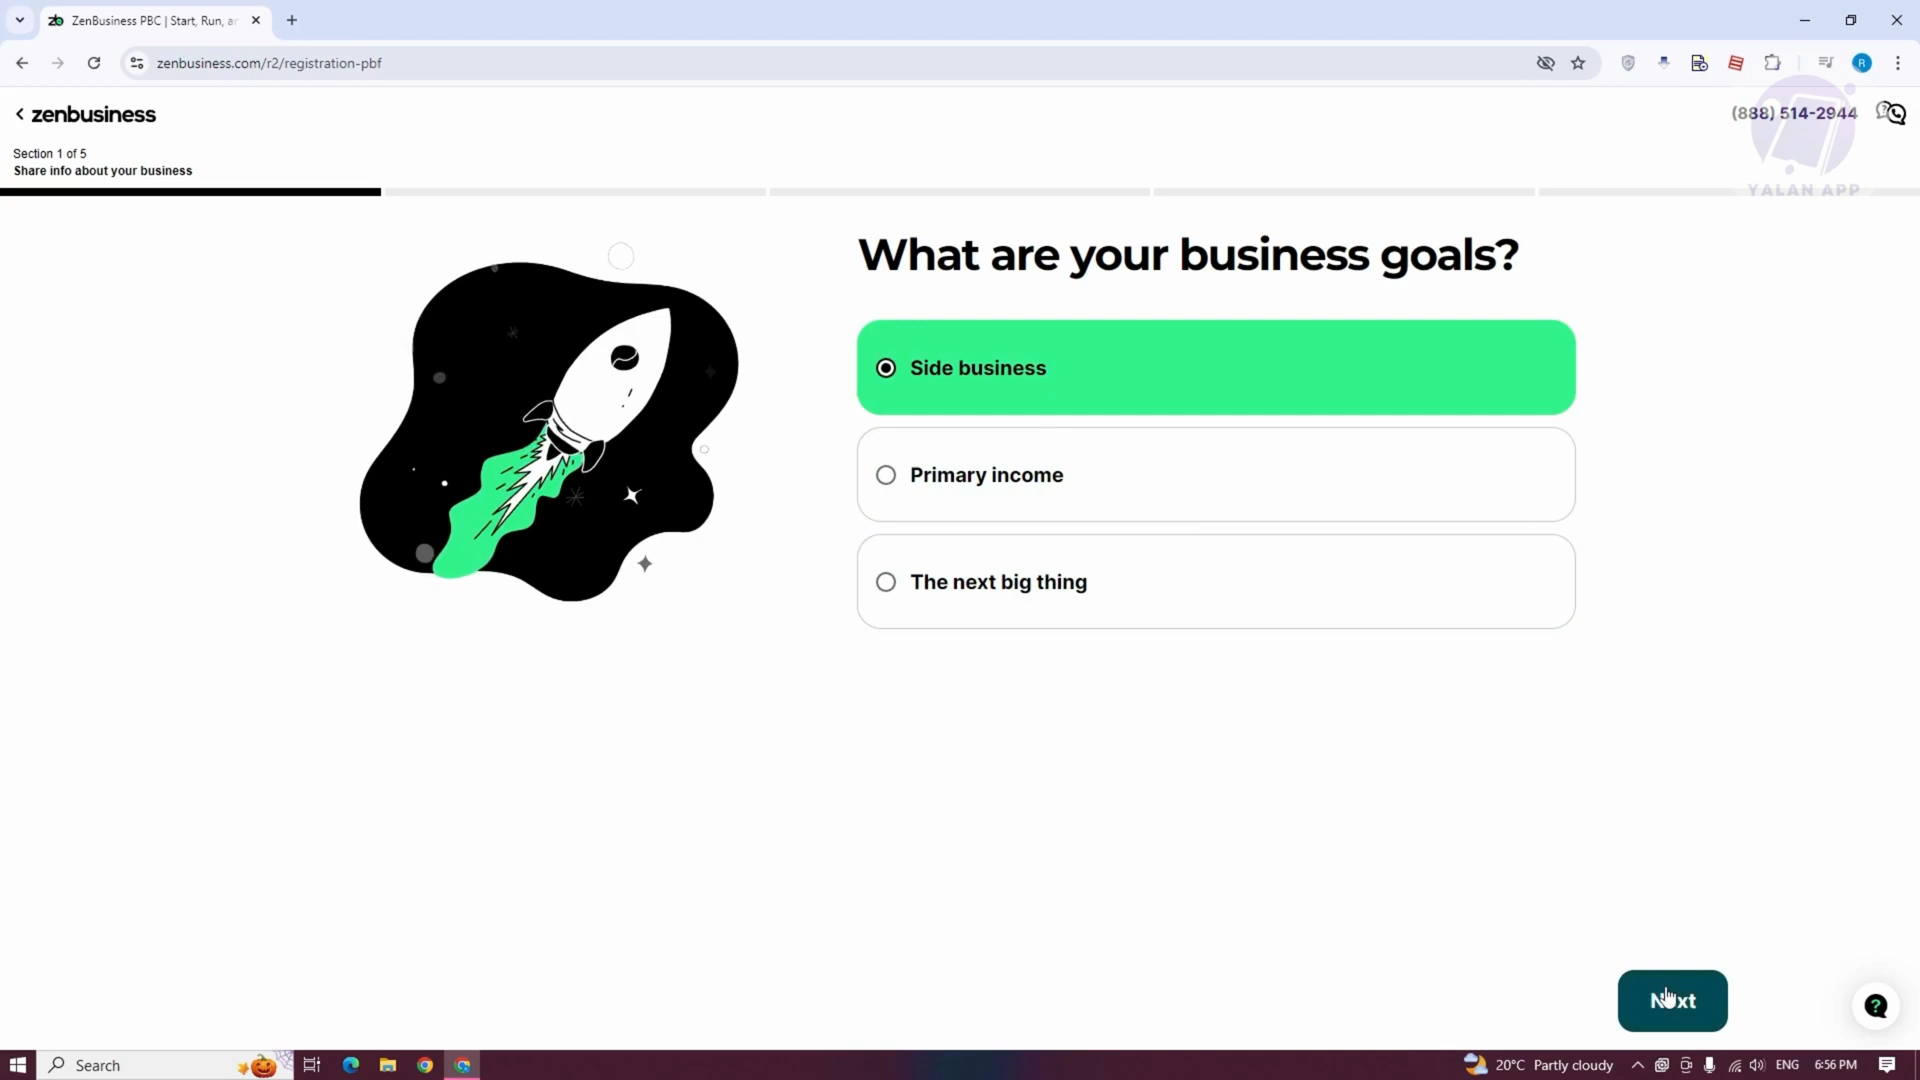 ZenBusiness PBC | Start, Run, ar
zenbusiness.com/r2/registration-pbf
R
zenbusiness
(888) 514-2944
Section 1 of 5
Share info about your business
YALAN APP
What are your business goals?
Side business
Primary income
The next big thing
Next
?
Search
20°C Partly cloudy
ENG
6:56 PM